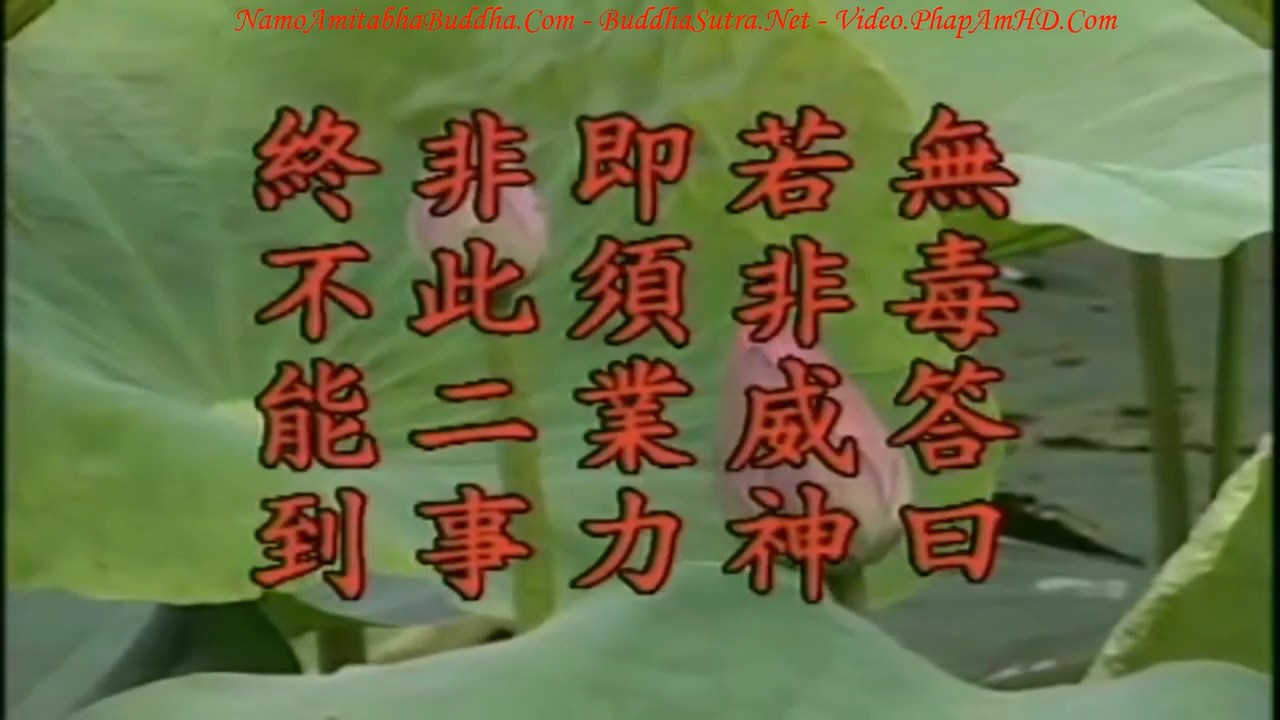 NamoAmitabhaBuddha.Com - BuddhaSutra.Net - Video.PhapAmHD.Com
無毒答曰
若非威神
即須業力
非此二事
終不能到